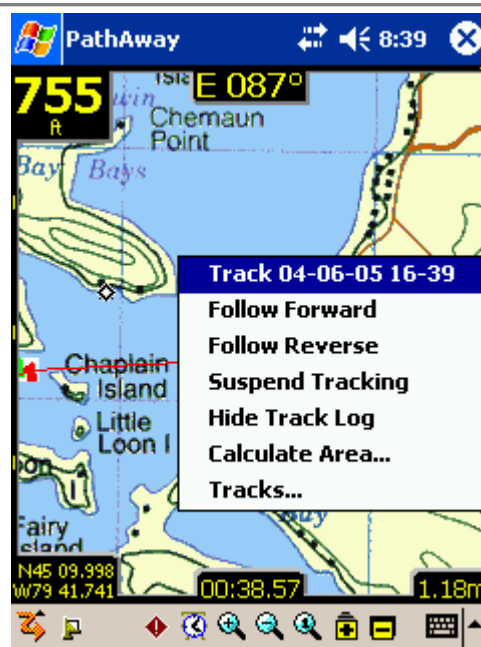 PathAway 8:39
755
ft
E 087°
Chemaun
Point
Bay Bays
Track 04-06-05 16-39
Follow Forward
Follow Reverse
Suspend Tracking
Hide Track Log
Calculate Area...
Tracks...
Chaplain
Island
Little
Loon I
Fairy
Island
Bay
N45 09.998
W79 41.741
00:38.57
1.18m